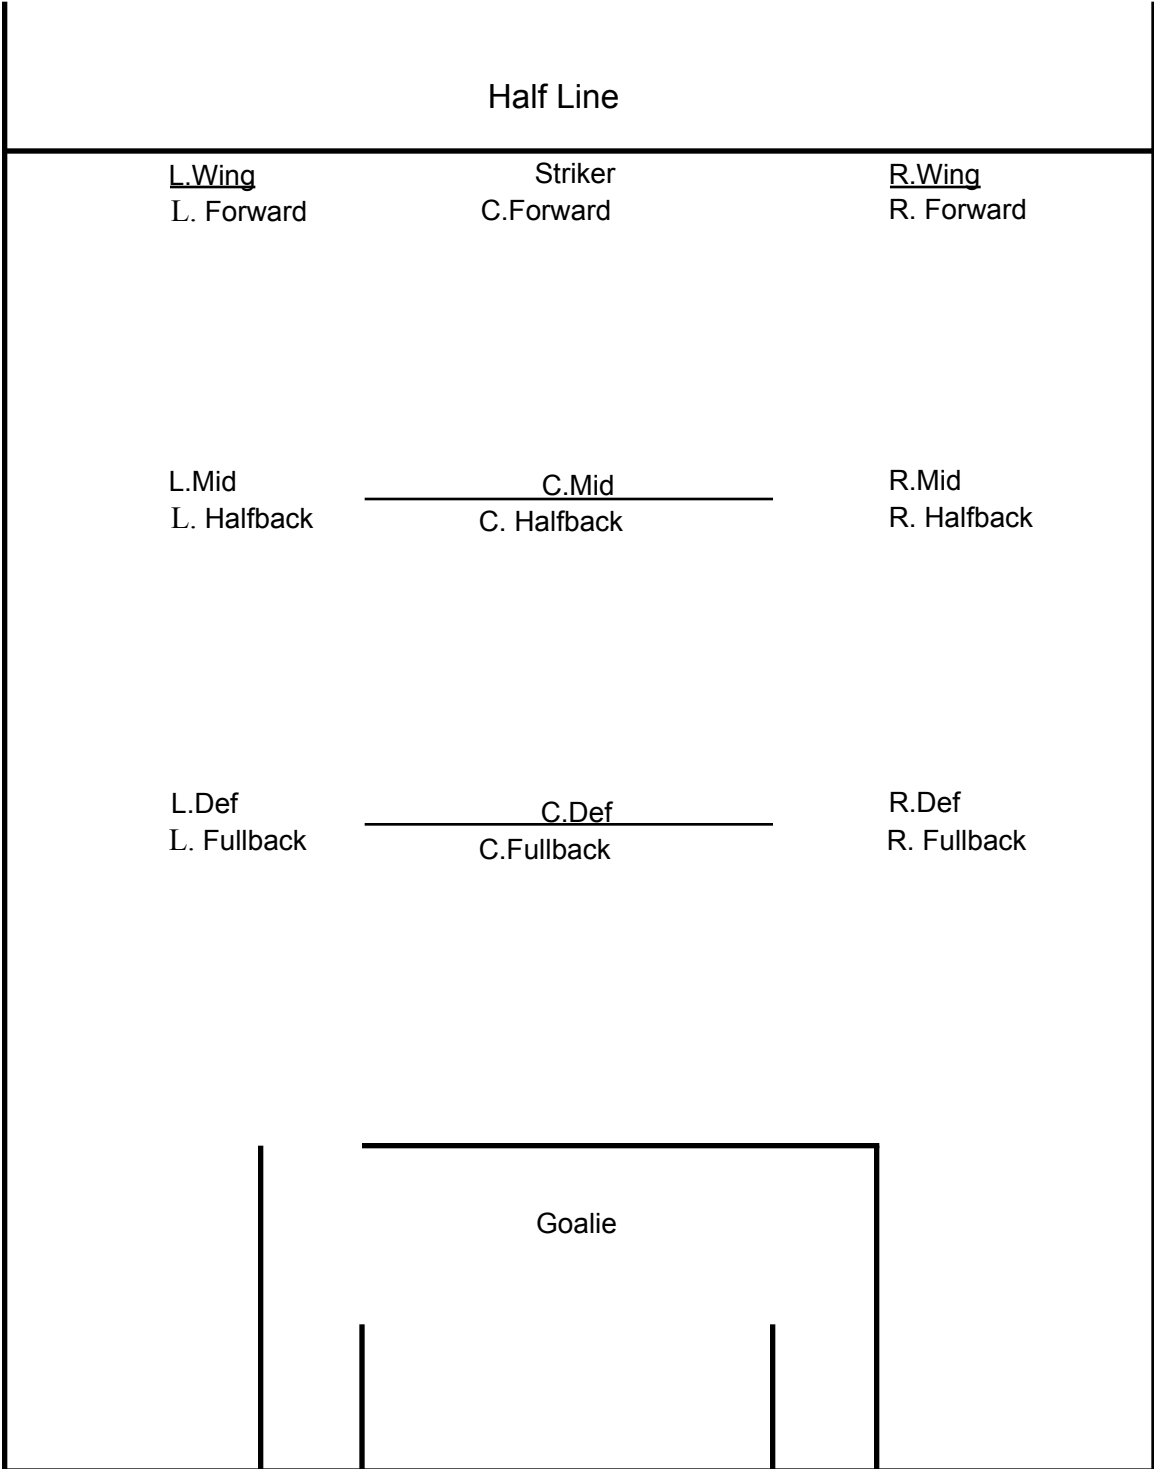 Half Line
L.Wing
Striker
R.Wing
L. Forward
C.Forward
R. Forward
L.Mid
C.Mid
R.Mid
L. Halfback
C. Halfback
R. Halfback
L.Def
C.Def
R.Def
L. Fullback
C.Fullback
R. Fullback
Goalie